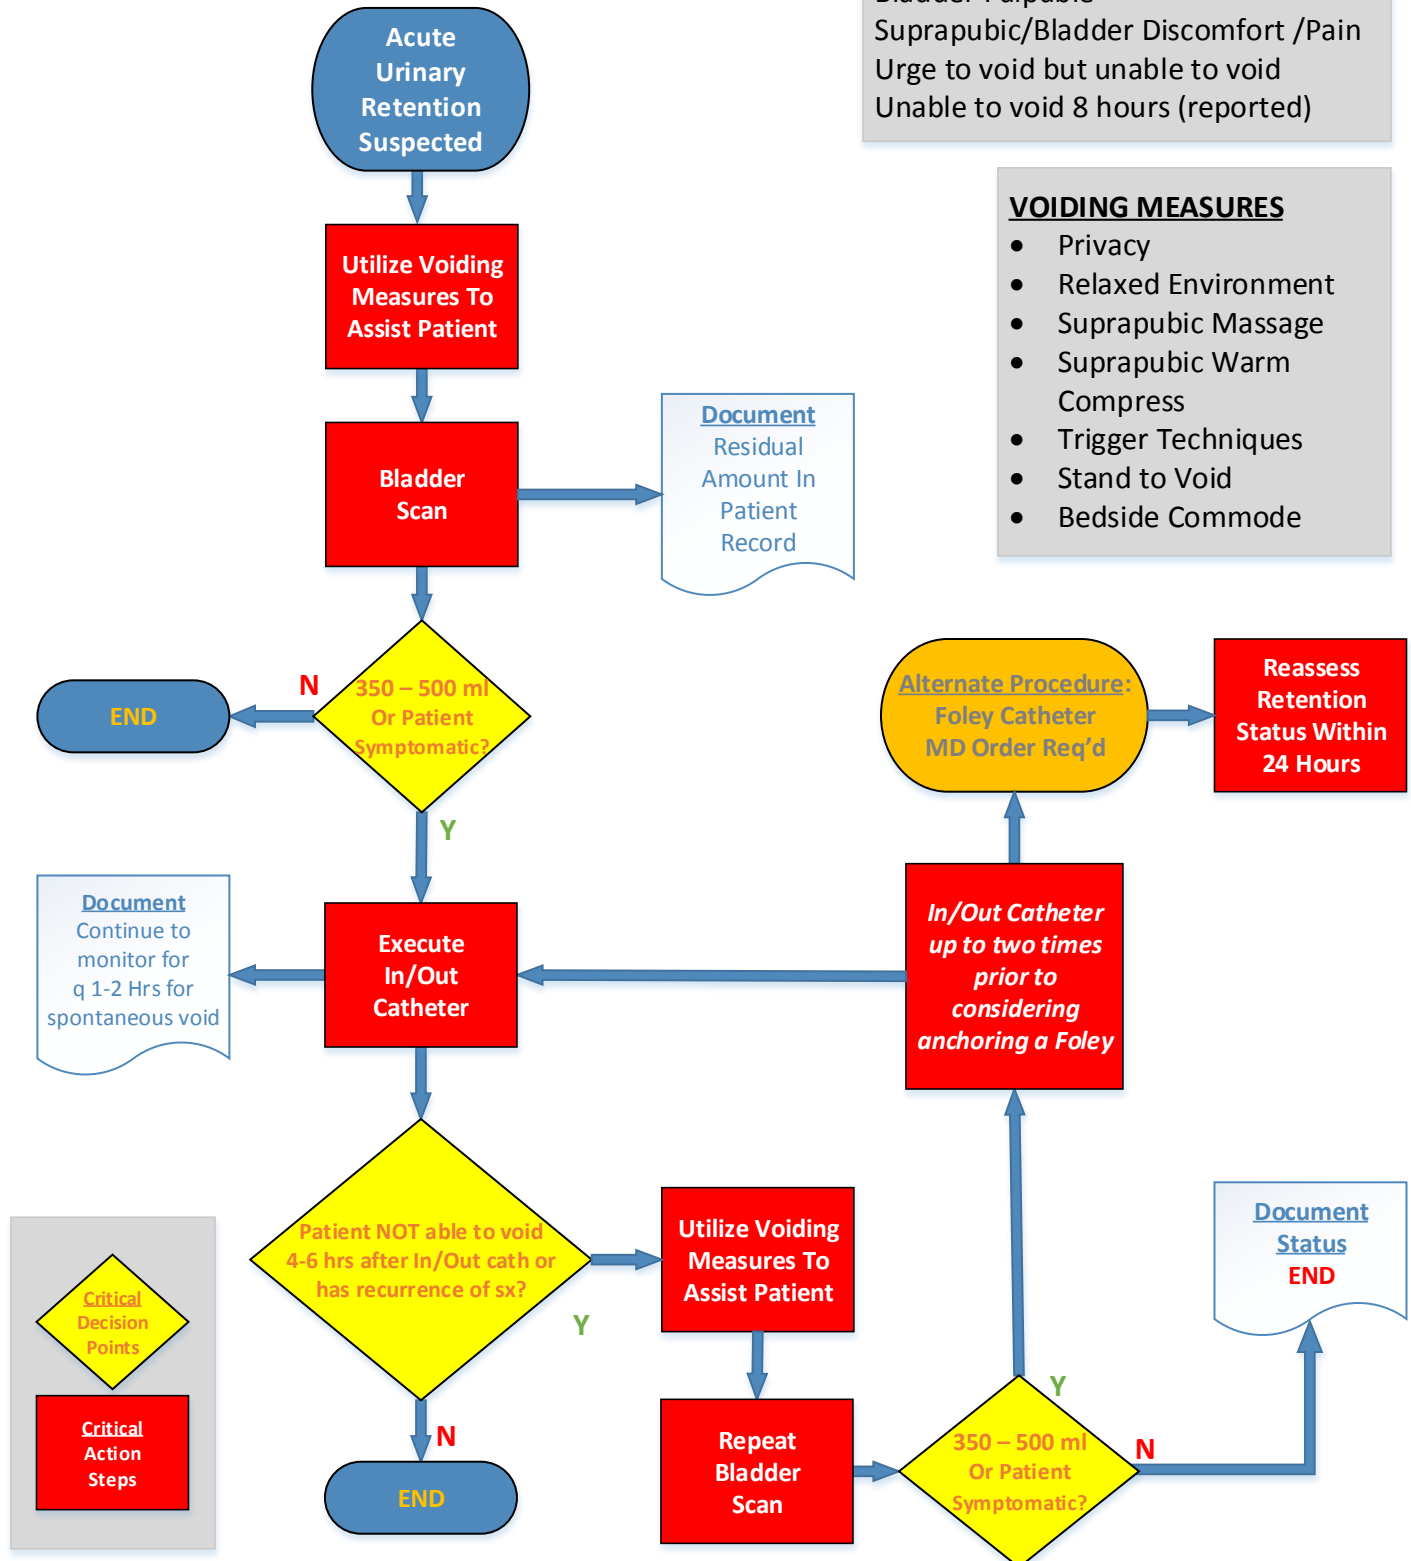 Acute
Urinary
Retention
Suspected
Bladder Palpable
Suprapubic/Bladder Discomfort /Pain
Urge to void but unable to void
Unable to void 8 hours (reported)
VOIDING MEASURES
• Privacy
• Relaxed Environment
• Suprapubic Massage
• Suprapubic Warm
Compress
• Trigger Techniques
• Stand to Void
• Bedside Commode
Utilize Voiding
Measures To
Assist Patient
Bladder
Scan
Document
Residual
Amount In
Patient
Record
350 – 500 ml
Or Patient
Symptomatic?
N
END
Y
Alternate Procedure:
Foley Catheter
MD Order Req'd
Reassess
Retention
Status Within
24 Hours
Document
Continue to
monitor for
q 1-2 Hrs for
spontaneous void
Execute
In/Out
Catheter
In/Out Catheter
up to two times
prior to
considering
anchoring a Foley
Patient NOT able to void
4-6 hrs after In/Out cath or
has recurrence of sx?
Y
N
END
Utilize Voiding
Measures To
Assist Patient
Repeat
Bladder
Scan
350 – 500 ml
Or Patient
Symptomatic?
Y
N
Document
Status
END
Critical
Decision
Points
Critical
Action
Steps